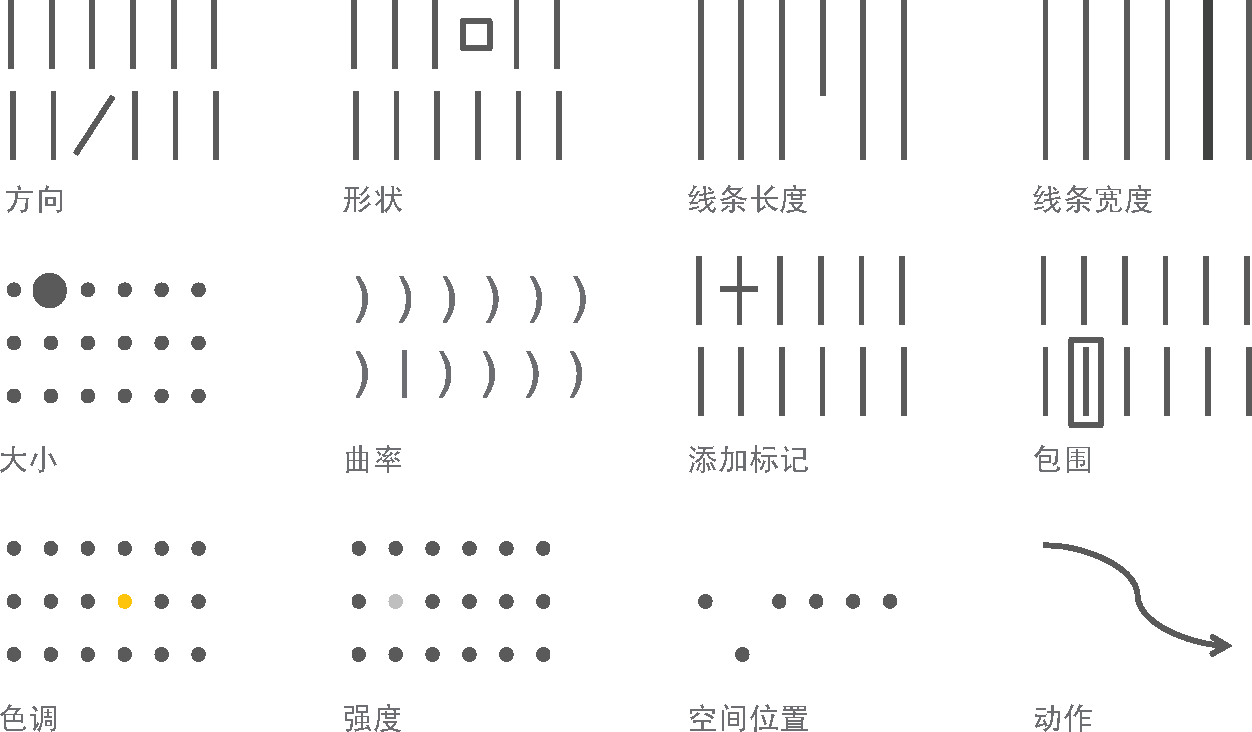 方向
形状
线条长度
线条宽度
大小
曲率
添加标记
包围
色调
强度
空间位置
动作